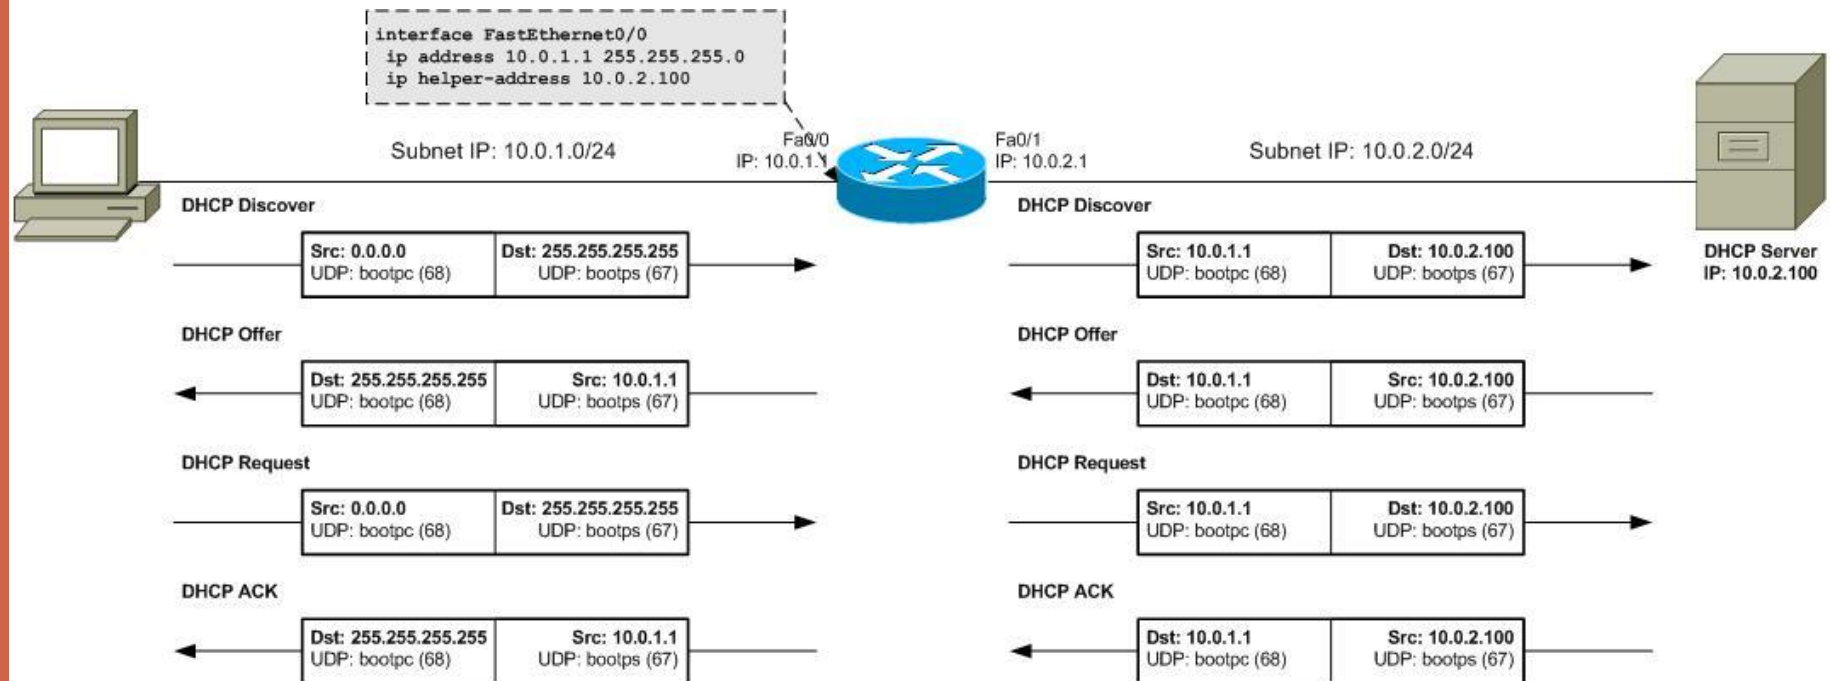 interface FastEthernet0/0
ip address 10.0.1.1 255.255.255.0
ip helper-address 10.0.2.100
Subnet IP: 10.0.1.0/24
Fa0/0
IP: 10.0.1.1
Fa0/1
IP: 10.0.2.1
Subnet IP: 10.0.2.0/24
DHCP Server
IP: 10.0.2.100
DHCP Discover
Src: 0.0.0.0
UDP: bootpc (68)
Dst: 255.255.255.255
UDP: bootps (67)
DHCP Discover
Src: 10.0.1.1
UDP: bootpc (68)
Dst: 10.0.2.100
UDP: bootps (67)
DHCP Offer
Dst: 255.255.255.255
UDP: bootpc (68)
Src: 10.0.1.1
UDP: bootps (67)
DHCP Offer
Dst: 10.0.1.1
UDP: bootpc (68)
Src: 10.0.2.100
UDP: bootps (67)
DHCP Request
Src: 0.0.0.0
UDP: bootpc (68)
Dst: 255.255.255.255
UDP: bootps (67)
DHCP Request
Src: 10.0.1.1
UDP: bootpc (68)
Dst: 10.0.2.100
UDP: bootps (67)
DHCP ACK
Dst: 255.255.255.255
UDP: bootpc (68)
Src: 10.0.1.1
UDP: bootps (67)
DHCP ACK
Dst: 10.0.1.1
UDP: bootpc (68)
Src: 10.0.2.100
UDP: bootps (67)